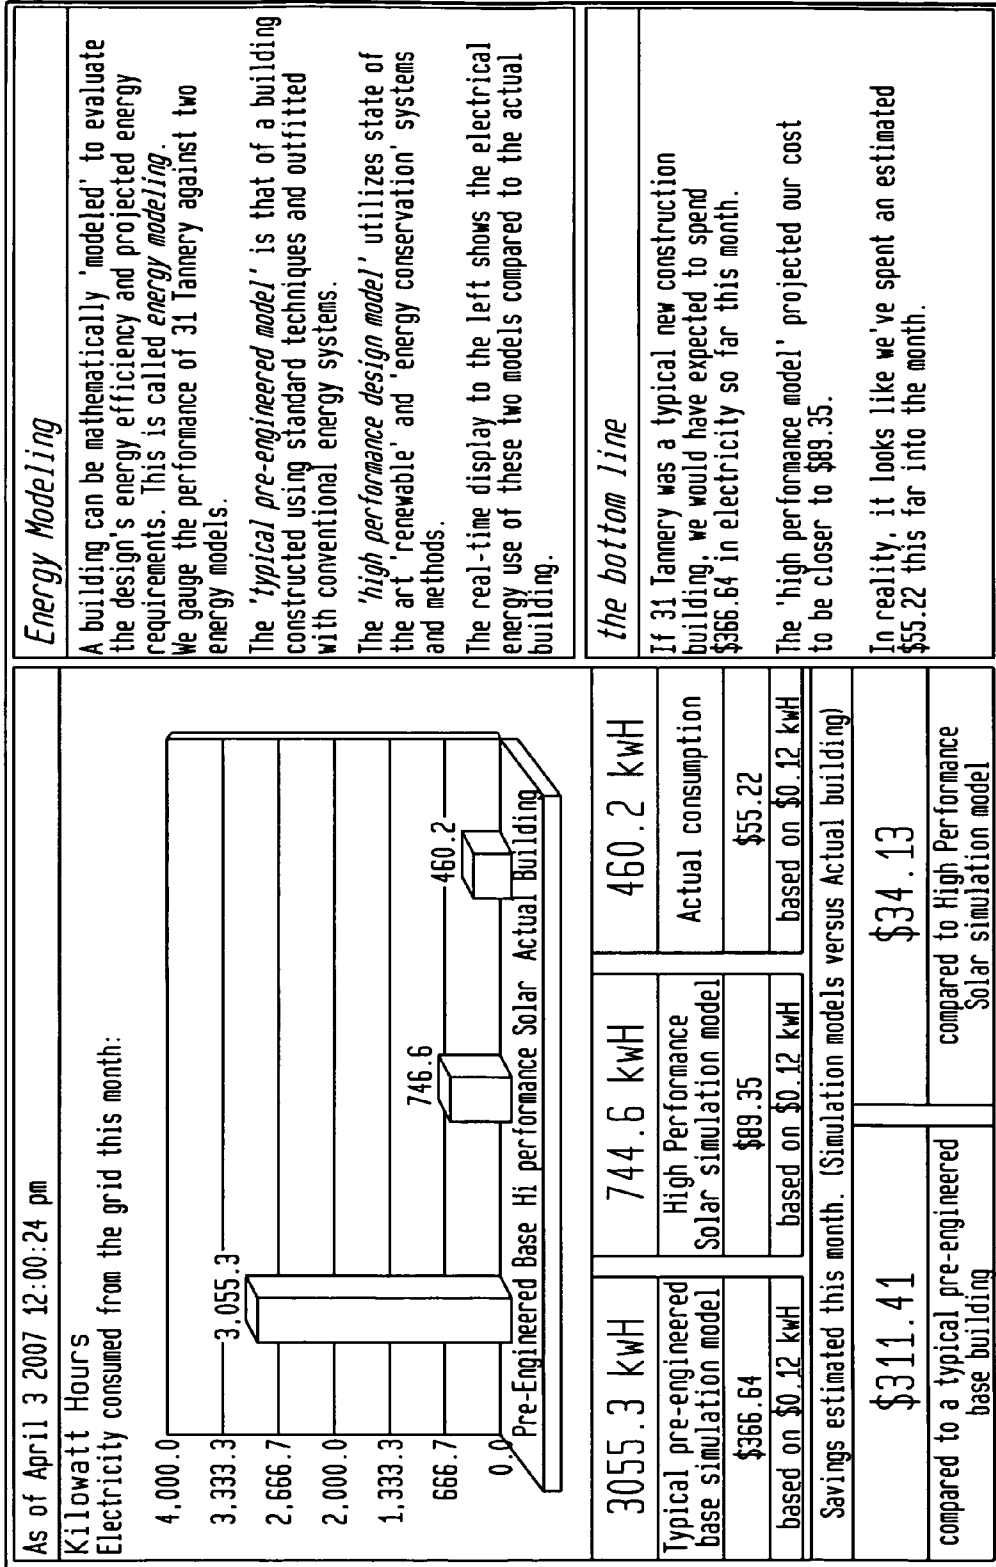 As of April 3 2007 12:00:24 pm
Kilowatt Hours
Electricity consumed from the grid this month:
4,000.0
3,333.3
2,666.7
2,000.0
1,333.3
666.7
0.0
3,055.3
746.6
460.2
Pre-Engineered Base Hi performance Solar Actual Building
3055.3 kwH
Typical pre-engineered
base simulation model
$366.64
based on $0.12 kwH
744.6 kwH
High Performance
Solar simulation model
$89.35
based on $0.12 kwH
460.2 kwH
Actual consumption
$55.22
based on $0.12 kwH
Savings estimated this month. (Simulation models versus Actual building)
$311.41
compared to a typical pre-engineered
base building
$34.13
compared to High Performance
Solar simulation model
Energy Modeling
A building can be mathematically 'modeled' to evaluate
the design's energy efficiency and projected energy
requirements. This is called energy modeling.
We gauge the performance of 31 Tannery against two
energy models.
The 'typical pre-engineered model' is that of a building
constructed using standard techniques and outfitted
with conventional energy systems.
The 'high performance design model' utilizes state of
the art 'renewable' and 'energy conservation' systems
and methods.
The real-time display to the left shows the electrical
energy use of these two models compared to the actual
building.
the bottom line
If 31 Tannery was a typical new construction
building, we would have expected to spend
$366.64 in electricity so far this month.
The 'high performance model' projected our cost
to be closer to $89.35.
In reality, it looks like we've spent an estimated
$55.22 this far into the month.